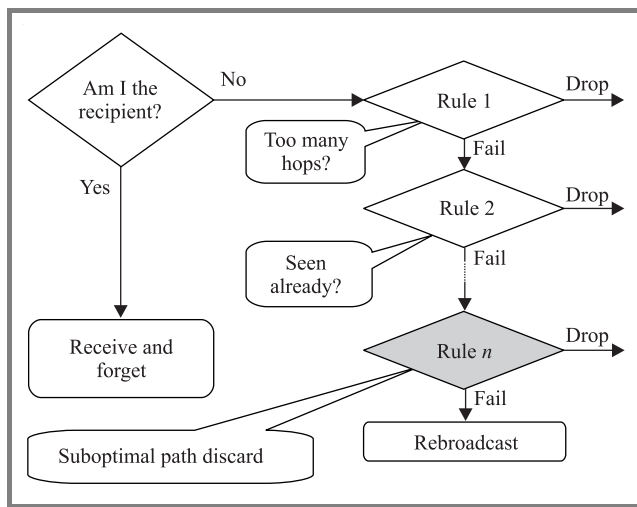 Am I the
recipient?
No
Rule 1
Drop
Too many
hops?
Fail
Yes
Rule 2
Drop
Seen
already?
Fail
Receive and
forget
Rule n
Drop
Fail
Suboptimal path discard
Rebroadcast